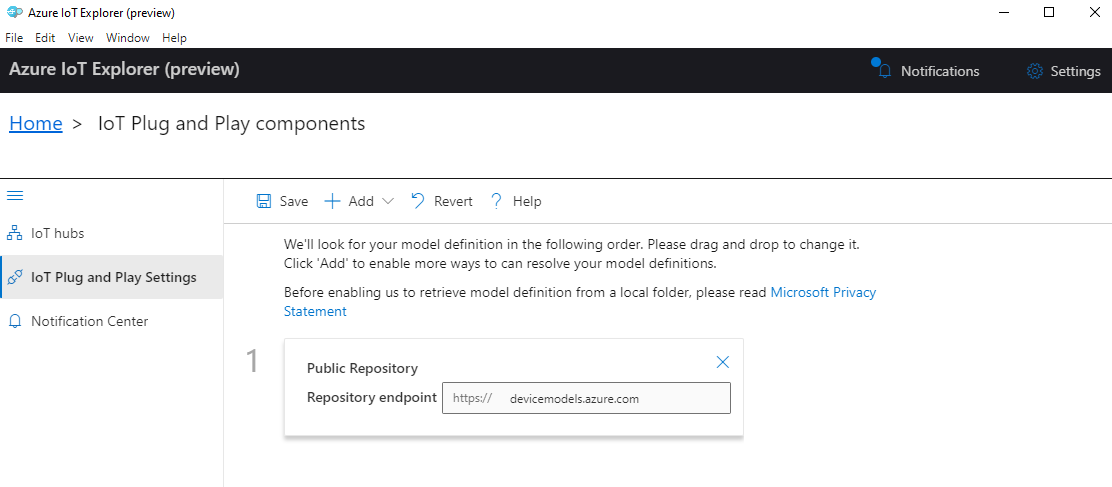 Azure IoT Explorer (preview)
File Edit View Window Help
Azure IoT Explorer (preview) Notifications Settings
Home > IoT Plug and Play components
Save Add Revert ? Help
IoT hubs
IoT Plug and Play Settings
Notification Center
We'll look for your model definition in the following order. Please drag and drop to change it.
Click 'Add' to enable more ways to can resolve your model definitions.
Before enabling us to retrieve model definition from a local folder, please read Microsoft Privacy
Statement
1
Public Repository
Repository endpoint https:// devicemodels.azure.com